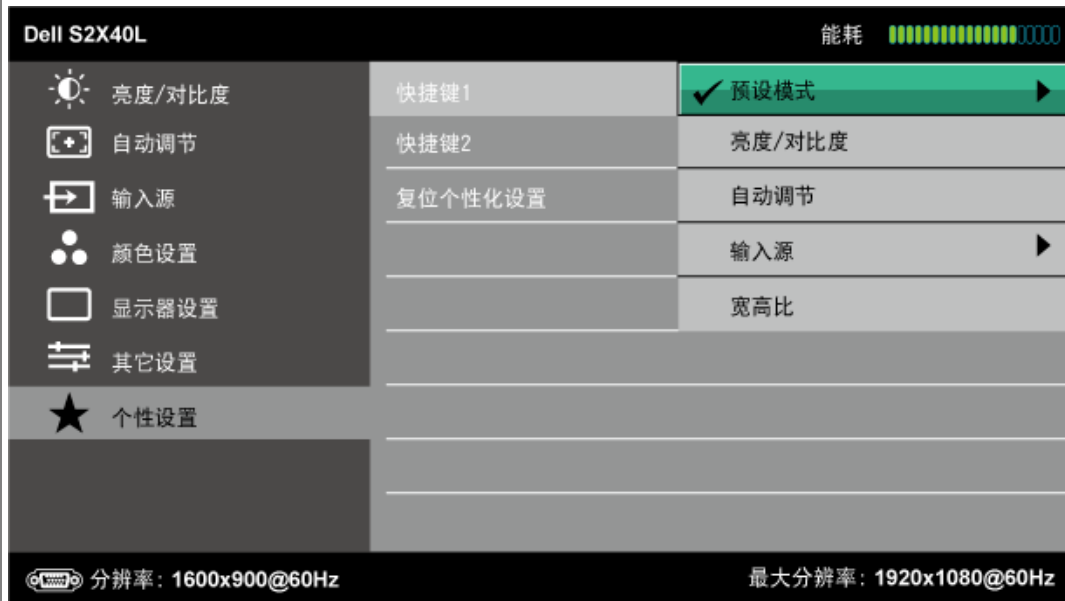 Dell S2X40L 能耗
亮度/对比度 快捷键1 预设模式
自动调节 快捷键2 亮度/对比度
输入源 复位个性化设置 自动调节
颜色设置 输入源
显示器设置 宽高比
其它设置
个性设置
分辨率: 1600x900@60Hz 最大分辨率: 1920x1080@60Hz